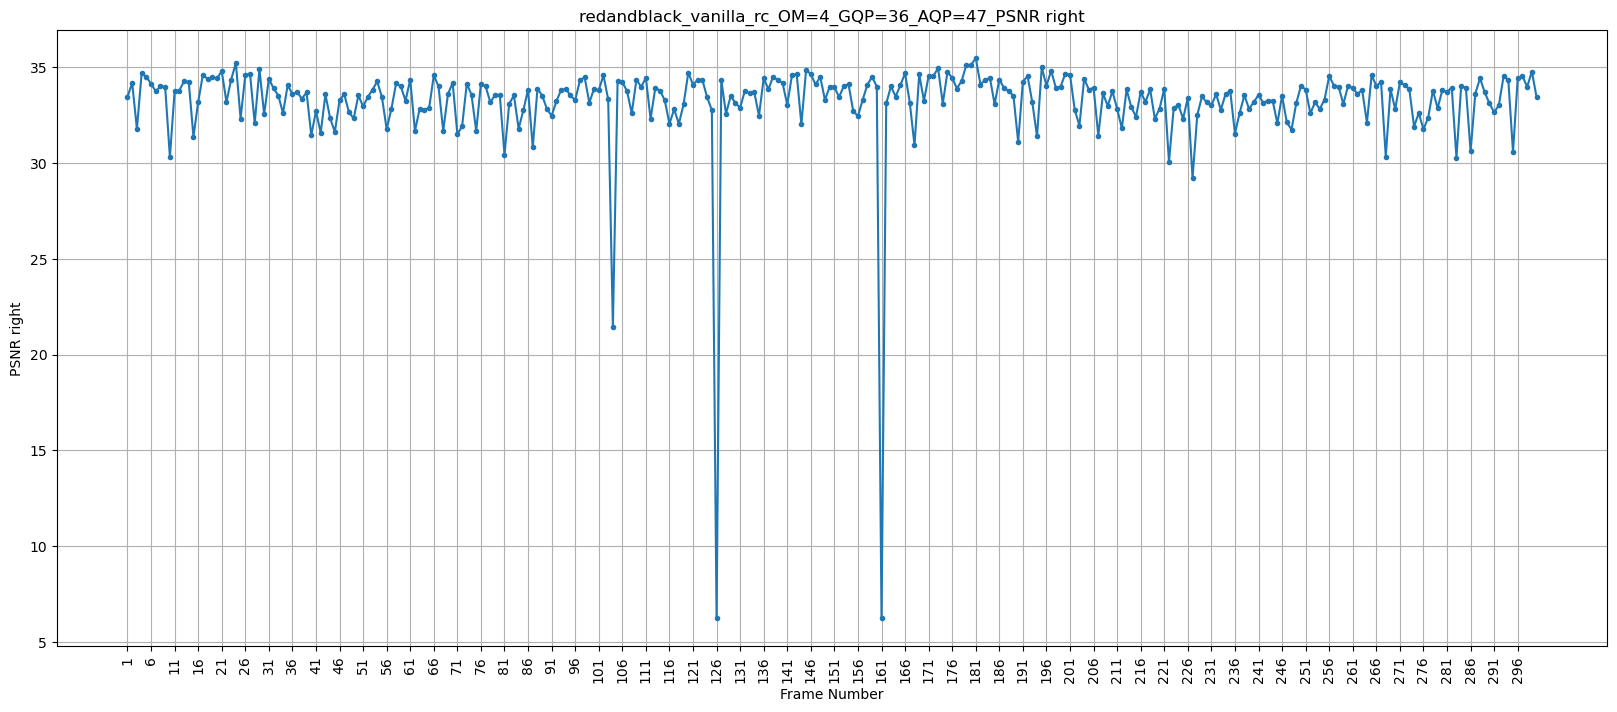 redandblack_vanilla_rc_OM=4_GQP=36_AQP=47_PSNR right
PSNR right
35
30
25
20
15
10
5
1 6 11 16 21 26 31 36 41 46 51 56 61 66 71 76 81 86 91 96 101 106 111 116 121 126 131 136 141 146 151 156 161 166 171 176 181 186 191 196 201 206 211 216 221 226 231 236 241 246 251 256 261 266 271 276 281 286 291 296
Frame Number